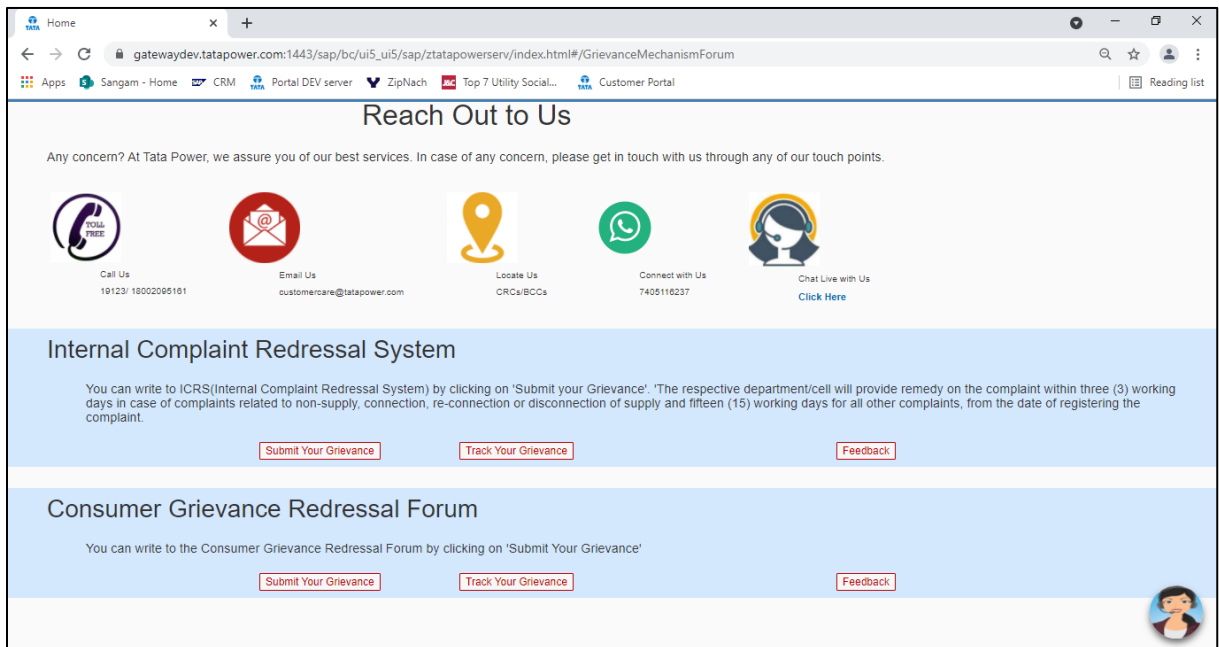 TATA
Home
gatewaydev.tatapower.com:1443/sap/bc/ui5_ui5/sap/ztatapowerserv/index.html#/GrievanceMechanismForum
Apps Sangam - Home SAP CRM TATA Portal DEV server ZipNach J&C Top 7 Utility Social... TATA Customer Portal Reading list
Reach Out to Us
Any concern? At Tata Power, we assure you of our best services. In case of any concern, please get in touch with us through any of our touch points.
TOLL
FREE
@
Call Us Email Us Locate Us Connect with Us Chat Live with Us
19123/ 18002095161 customercare@tatapower.com CRCs/BCCs 7405116237 Click Here
Internal Complaint Redressal System
You can write to ICRS(Internal Complaint Redressal System) by clicking on 'Submit your Grievance'. 'The respective department/cell will provide remedy on the complaint within three (3) working
days in case of complaints related to non-supply, connection, re-connection or disconnection of supply and fifteen (15) working days for all other complaints, from the date of registering the
complaint.
Submit Your Grievance Track Your Grievance Feedback
Consumer Grievance Redressal Forum
You can write to the Consumer Grievance Redressal Forum by clicking on 'Submit Your Grievance'
Submit Your Grievance Track Your Grievance Feedback